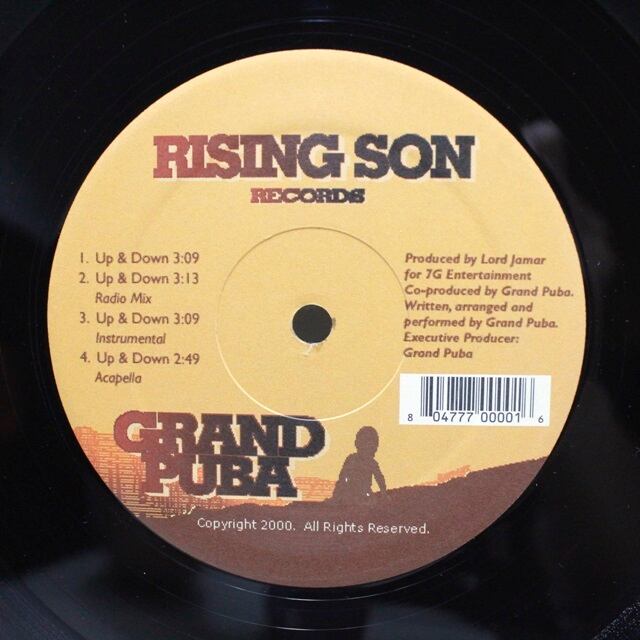 RISING SON
RECORDS
1. Up & Down 3:09
2. Up & Down 3:13
Radio Mix
3. Up & Down 3:09
Instrumental
4. Up & Down 2:49
Acapella
Produced by Lord Jamar
for 7G Entertainment
Co-produced by Grand Puba.
Written, arranged and
performed by Grand Puba.
Executive Producer:
Grand Puba
8 04777 00001 6
GRAND
PUBA
Copyright 2000. All Rights Reserved.